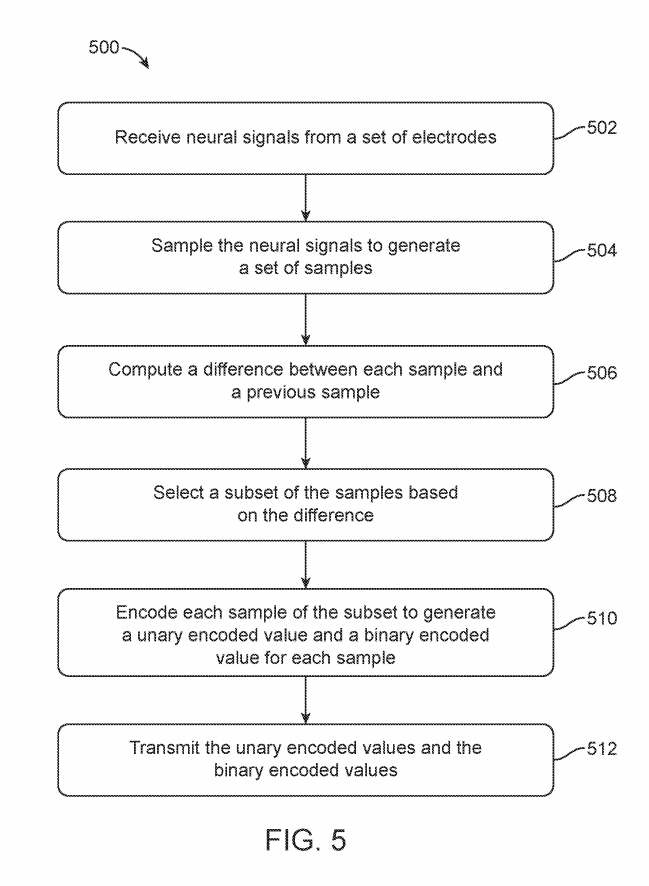 500
Receive neural signals from a set of electrodes
502
Sample the neural signals to generate
a set of samples
504
Compute a difference between each sample and
a previous sample
506
Select a subset of the samples based
on the difference
508
Encode each sample of the subset to generate
a unary encoded value and a binary encoded
value for each sample
510
Transmit the unary encoded values and the
binary encoded values
512
FIG. 5